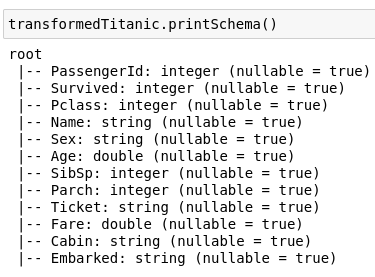 transformedTitanic.printSchema()
root
 |-- PassengerId: integer (nullable = true)
 |-- Survived: integer (nullable = true)
 |-- Pclass: integer (nullable = true)
 |-- Name: string (nullable = true)
 |-- Sex: string (nullable = true)
 |-- Age: double (nullable = true)
 |-- SibSp: integer (nullable = true)
 |-- Parch: integer (nullable = true)
 |-- Ticket: string (nullable = true)
 |-- Fare: double (nullable = true)
 |-- Cabin: string (nullable = true)
 |-- Embarked: string (nullable = true)